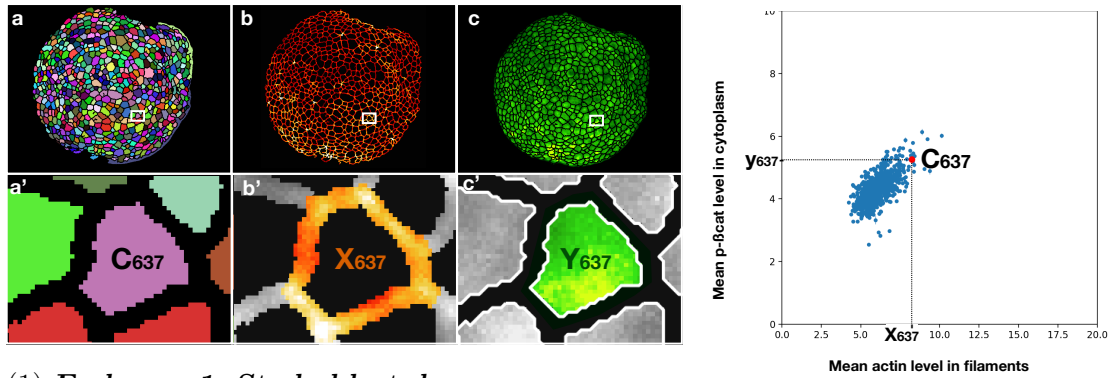 a
b
c
a'
b'
c'
C637
X637
Y637
Mean p-ßcat level in cytoplasm
10
8
6
4
2
0
y637
C637
0.0 2.5 5.0 7.5 10.0 12.5 15.0 17.5 20.0
X637
Mean actin level in filaments